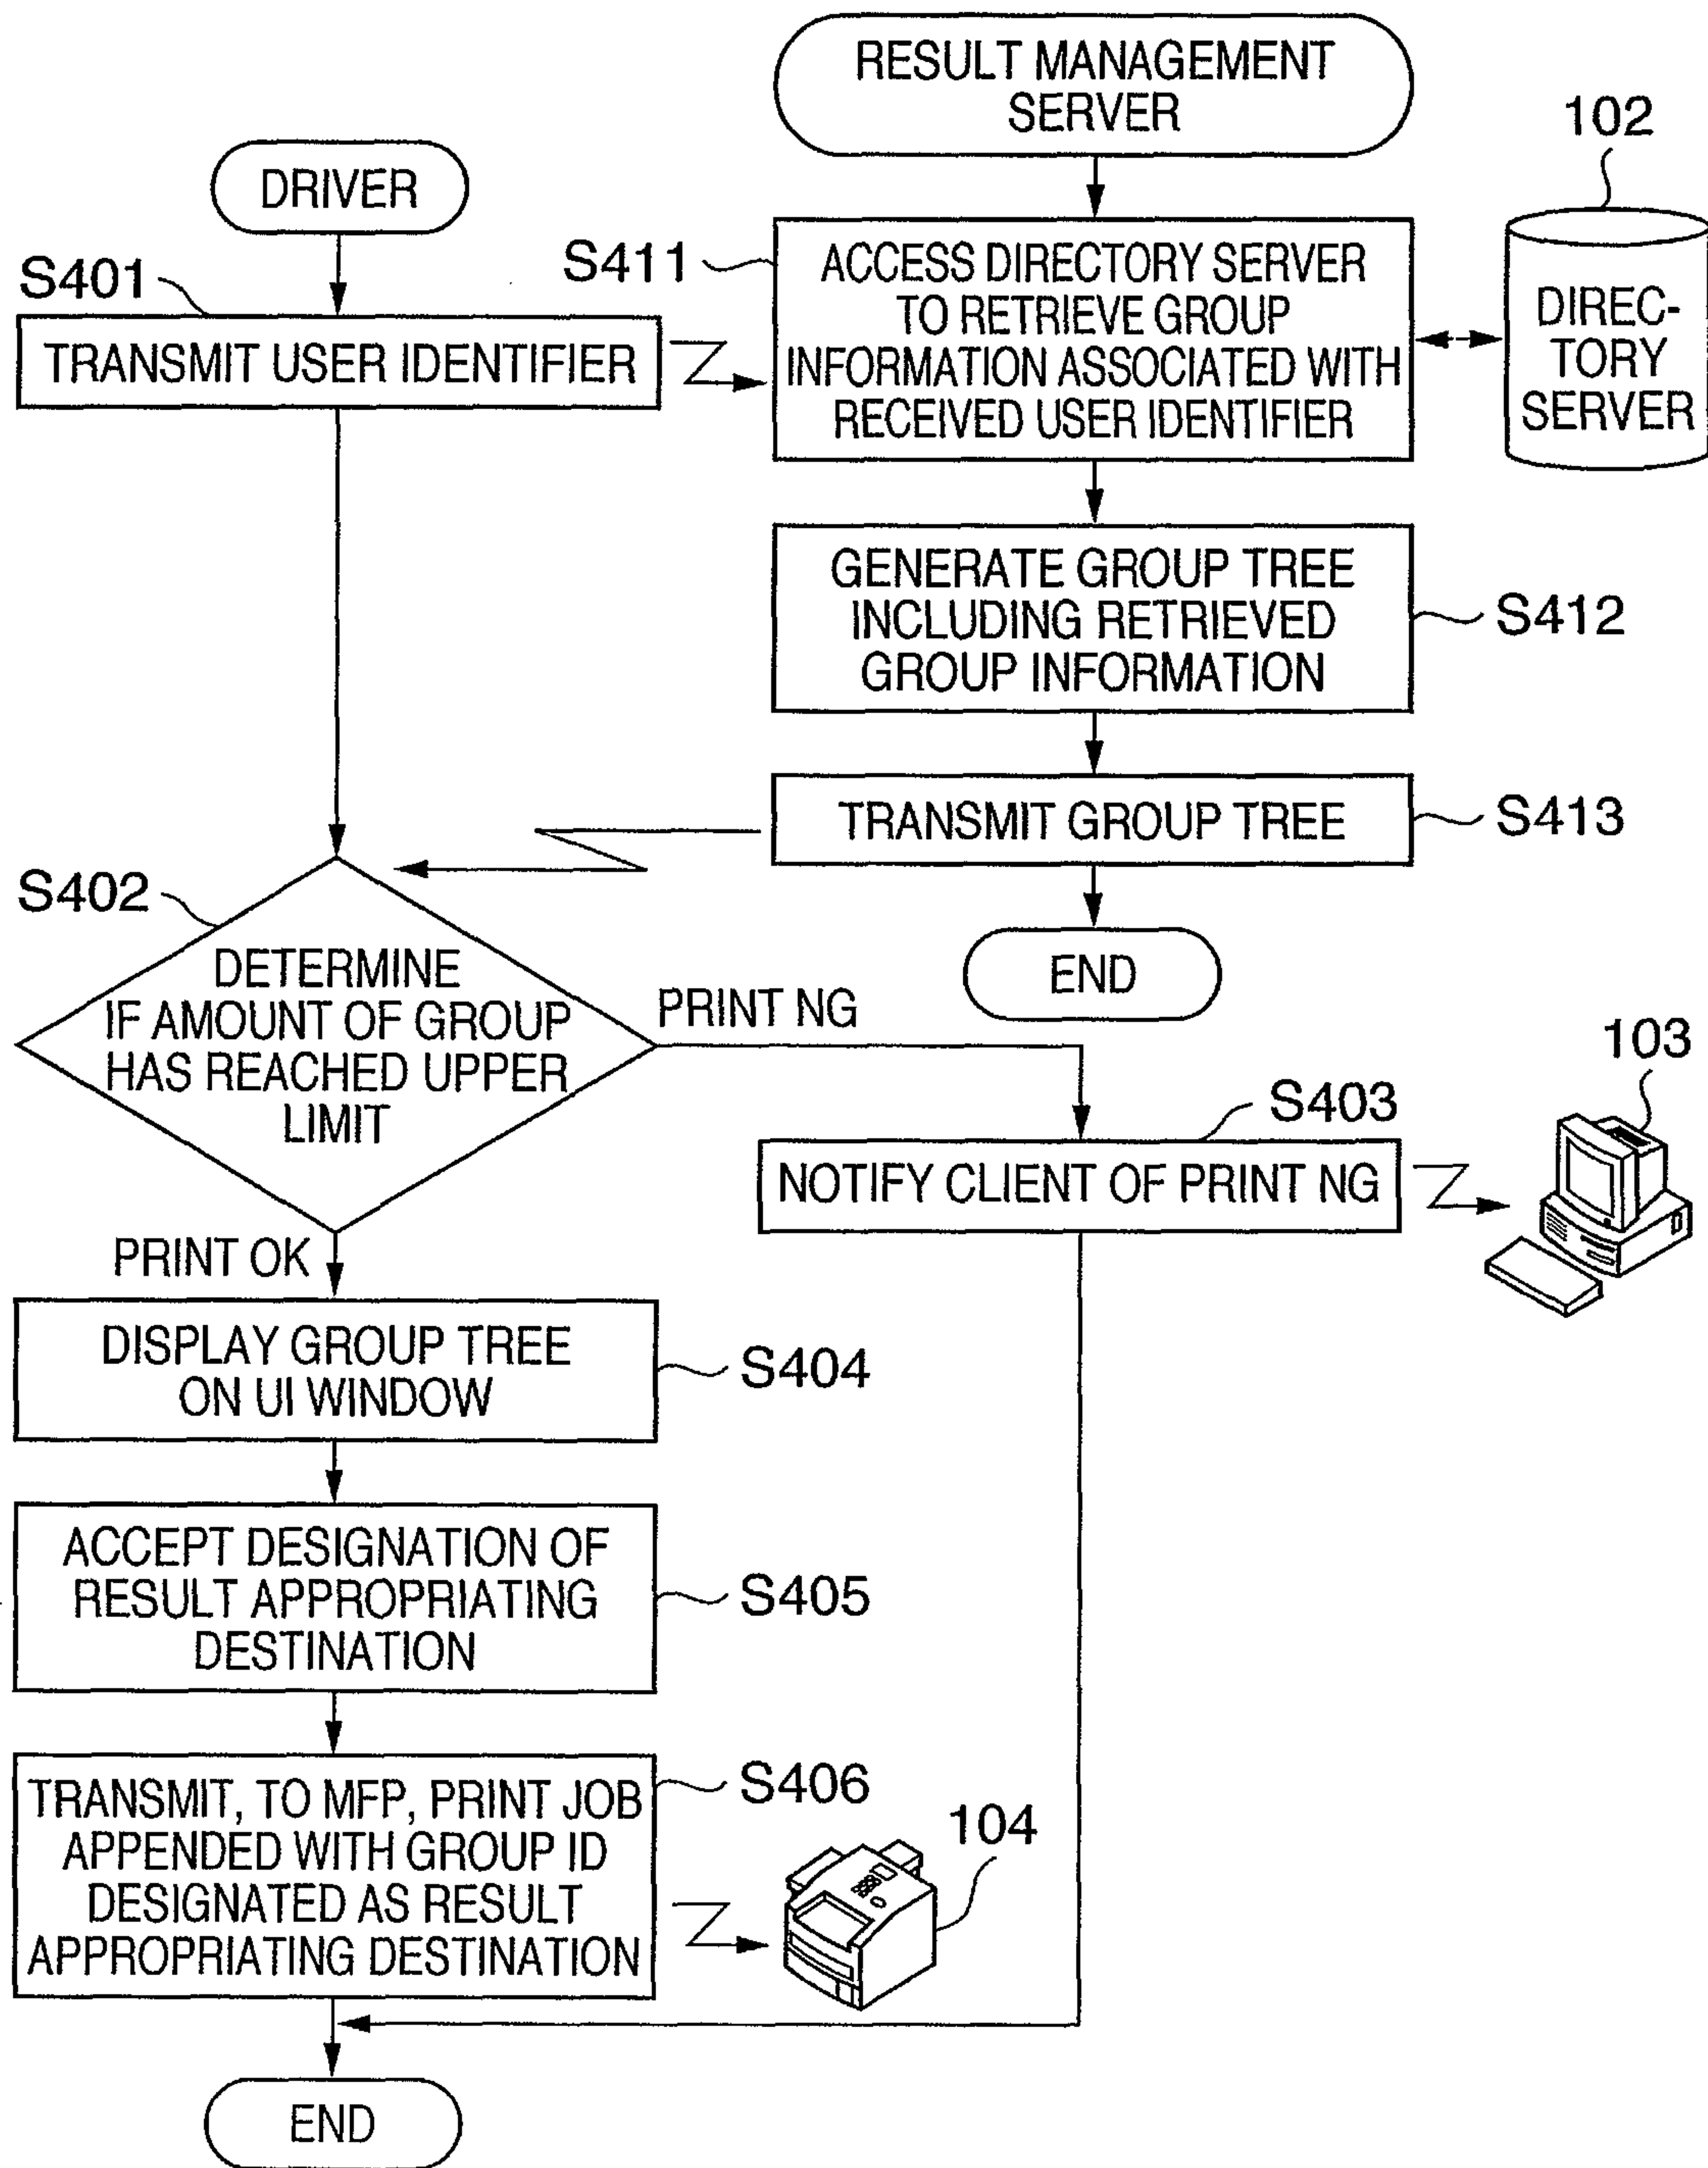 RESULT MANAGEMENT
SERVER
102
DRIVER
S401
TRANSMIT USER IDENTIFIER
S411
ACCESS DIRECTORY SERVER
TO RETRIEVE GROUP
INFORMATION ASSOCIATED WITH
RECEIVED USER IDENTIFIER
DIREC-
TORY
SERVER
GENERATE GROUP TREE
INCLUDING RETRIEVED
GROUP INFORMATION
S412
TRANSMIT GROUP TREE
S413
END
S402
DETERMINE
IF AMOUNT OF GROUP
HAS REACHED UPPER
LIMIT
PRINT NG
S403
NOTIFY CLIENT OF PRINT NG
103
PRINT OK
DISPLAY GROUP TREE
ON UI WINDOW
S404
ACCEPT DESIGNATION OF
RESULT APPROPRIATING
DESTINATION
S405
TRANSMIT, TO MFP, PRINT JOB
APPENDED WITH GROUP ID
DESIGNATED AS RESULT
APPROPRIATING DESTINATION
S406
104
END